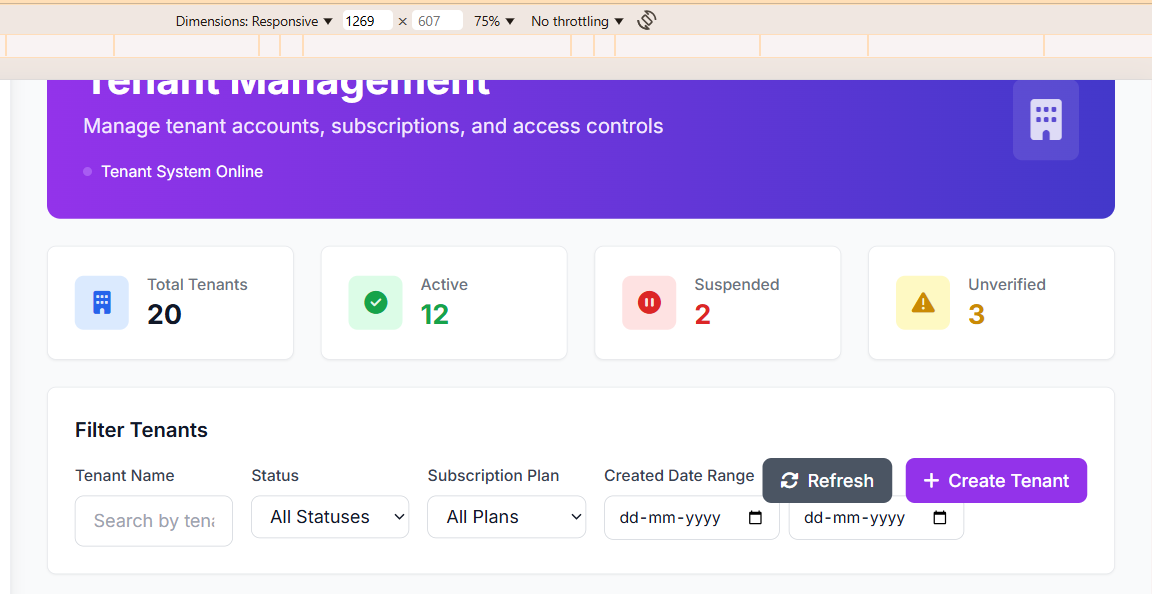 Dimensions: Responsive 1269 × 607 75% No throttling
Tenant Management
Manage tenant accounts, subscriptions, and access controls
Tenant System Online
Total Tenants
20
Active
12
Suspended
2
Unverified
3
Filter Tenants
Tenant Name
Status
Subscription Plan
Created Date Range
Refresh
Create Tenant
Search by tena
All Statuses
All Plans
dd-mm-yyyy
dd-mm-yyyy